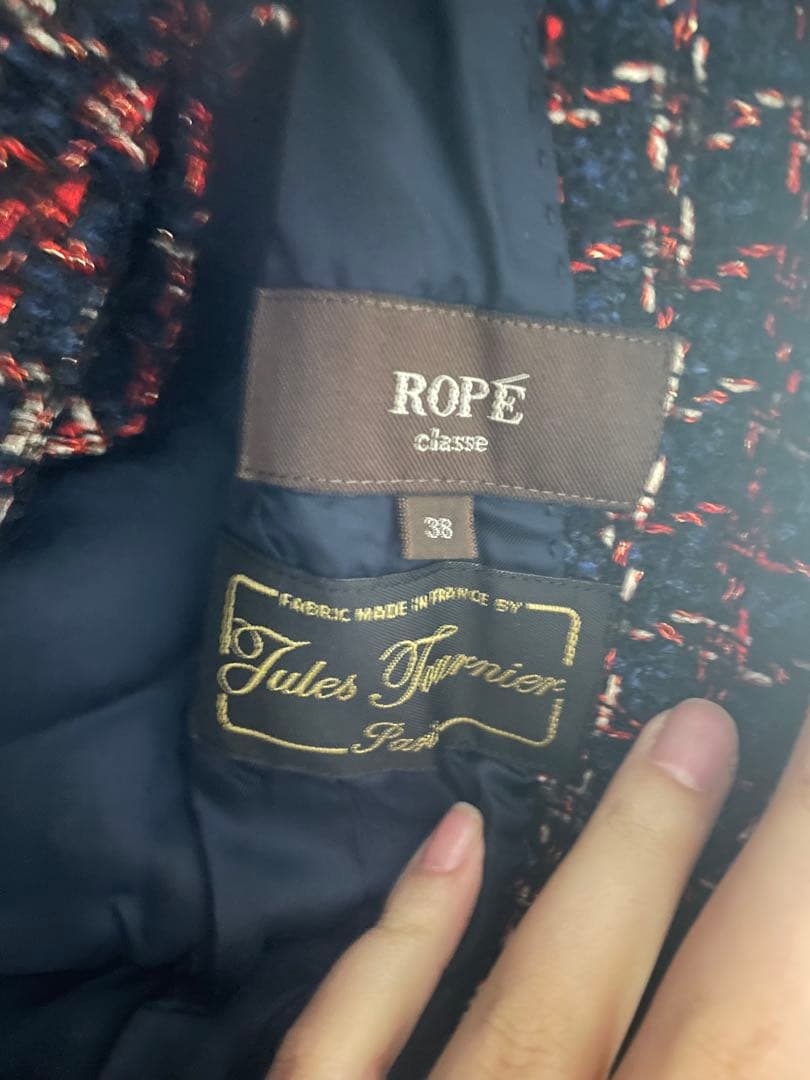 ROPÉ
classe
38
FABRIC MADE IN FRANCE BY
Jules Tournier
Paris